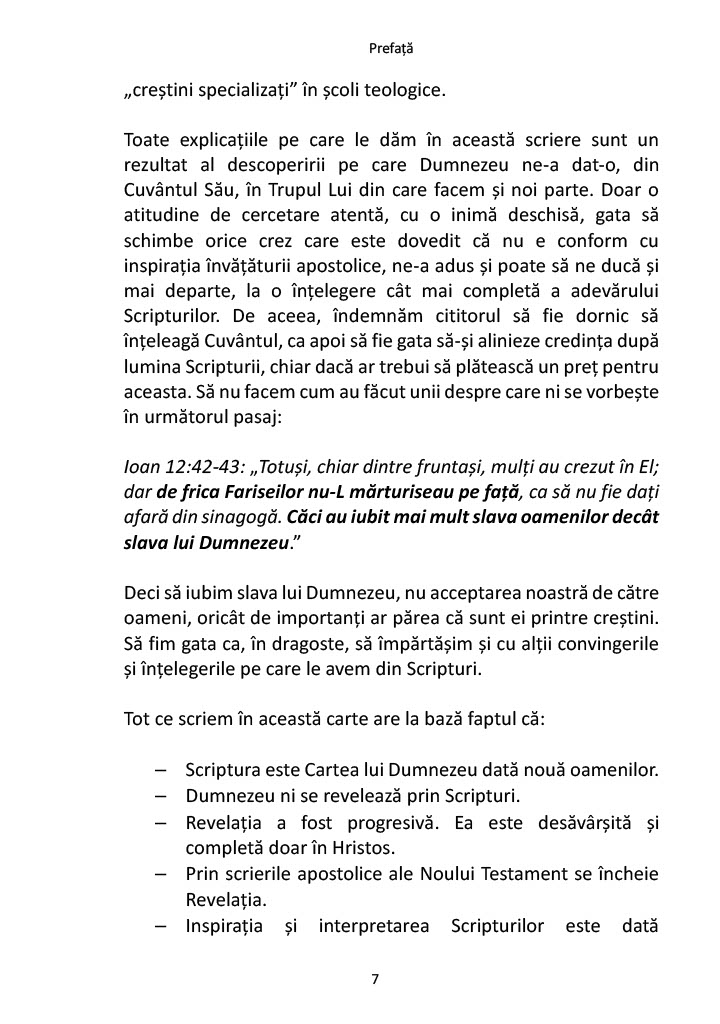 Prefață
„creștini specializați” în școli teologice.
Toate explicațiile pe care le dăm în această scriere sunt un
rezultat al descoperirii pe care Dumnezeu ne-a dat-o, din
Cuvântul Său, în Trupul Lui din care facem și noi parte. Doar o
atitudine de cercetare atentă, cu o inimă deschisă, gata să
schimbe orice crez care este dovedit că nu e conform cu
inspirația învățăturii apostolice, ne-a adus și poate să ne ducă și
mai departe, la o înțelegere cât mai completă a adevărului
Scripturilor. De aceea, îndemnăm cititorul să fie dornic să
înțeleagă Cuvântul, ca apoi să fie gata să-și alinieze credința după
lumina Scripturii, chiar dacă ar trebui să plătească un preț pentru
aceasta. Să nu facem cum au făcut unii despre care ni se vorbește
în următorul pasaj:
Ioan 12:42-43: „Totuși, chiar dintre fruntași, mulți au crezut în El;
dar de frica Fariseilor nu-L mărturiseau pe față, ca să nu fie dați
afară din sinagogă. Căci au iubit mai mult slava oamenilor decât
slava lui Dumnezeu.”
Deci să iubim slava lui Dumnezeu, nu acceptarea noastră de către
oameni, oricât de importanți ar părea că sunt ei printre creștini.
Să fim gata ca, în dragoste, să împărtășim și cu alții convingerile
și înțelegerile pe care le avem din Scripturi.
Tot ce scriem în această carte are la bază faptul că:
– Scriptura este Cartea lui Dumnezeu dată nouă oamenilor.
– Dumnezeu ni se revelează prin Scripturi.
– Revelația a fost progresivă. Ea este desăvârșită și
completă doar în Hristos.
– Prin scrierile apostolice ale Noului Testament se încheie
Revelația.
– Inspirația și interpretarea Scripturilor este dată
7